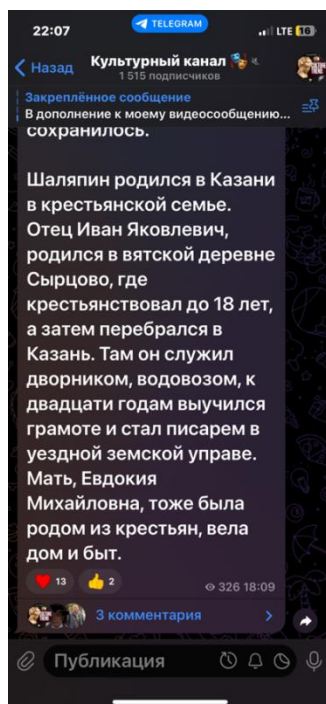 22:07
TELEGRAM
LTE 16
Назад
Культурный канал
1 515 подписчиков
Закреплённое сообщение
В дополнение к моему видеосообщению...
сохранилось.
Шаляпин родился в Казани
в крестьянской семье.
Отец Иван Яковлевич,
родился в вятской деревне
Сырцово, где
крестьянствовал до 18 лет,
а затем перебрался в
Казань. Там он служил
дворником, водовозом, к
двадцати годам выучился
грамоте и стал писарем в
уездной земской управе.
Мать, Евдокия
Михайловна, тоже была
родом из крестьян, вела
дом и быт.
13 2
326 18:09
3 комментария
Публикация